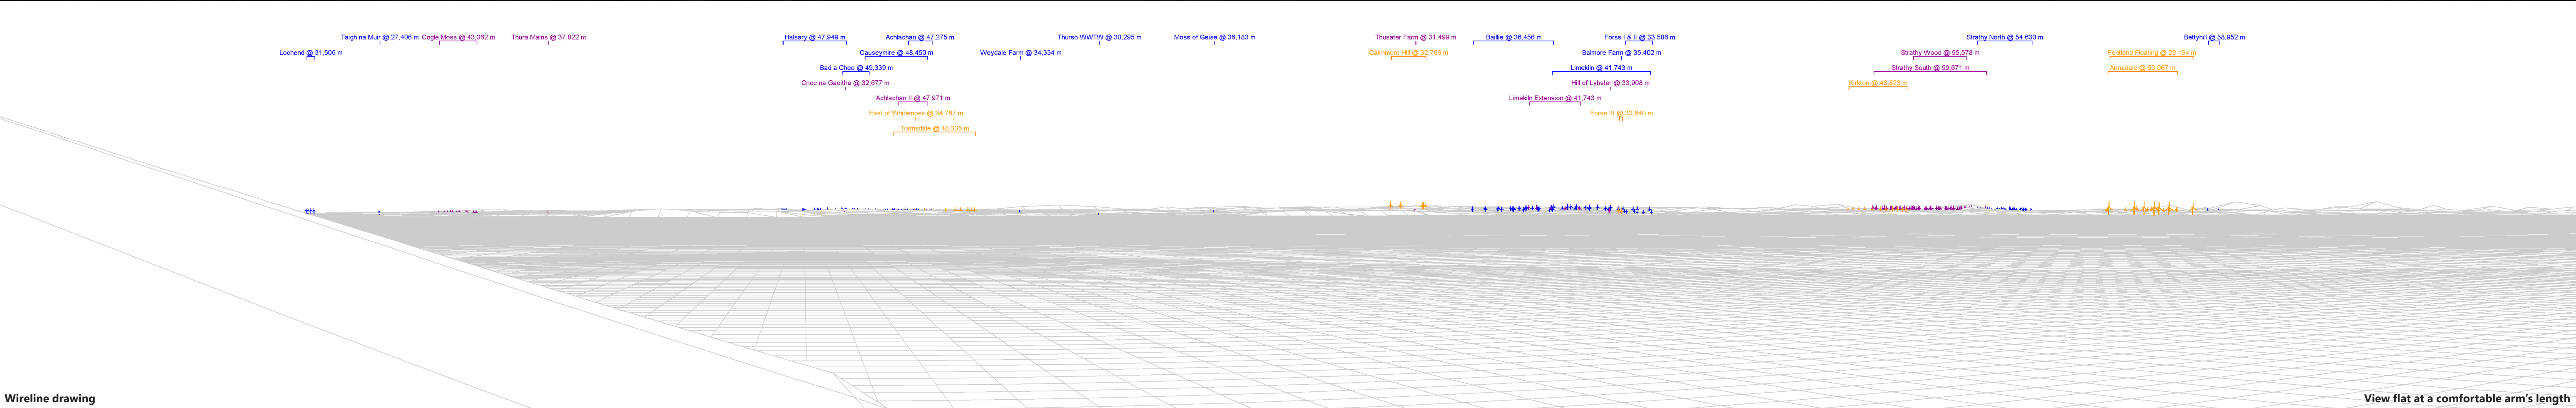 Taigh na Muir @ 27,406 m Cogle Moss @ 43,362 m Thura Mains @ 37,822 m Halsary @ 47,949 m Achlachan @ 47,275 m Thurso WWTW @ 30,295 m Moss of Geise @ 36,183 m Thusater Farm @ 31,499 m Baillie @ 36,456 m Forss I & II @ 33,586 m Strathy North @ 54,630 m Bettyhill @ 58,952 m
Lochend @ 31,506 m Causeymire @ 48,450 m Weydale Farm @ 34,334 m Cairnmore Hill @ 32,766 m Balmore Farm @ 35,402 m Strathy Wood @ 55,578 m Pentland Floating @ 29,154 m
Bad a Cheo @ 49,339 m Limekiln @ 41,743 m Strathy South @ 59,671 m Armadale @ 53,067 m
Cnoc na Gaoithe @ 32,677 m Hill of Lybster @ 33,908 m Kirkton @ 48,823 m
Achlachan II @ 47,971 m Limekiln Extension @ 41,743 m
East of Whitemoss @ 34,767 m Forss III @ 33,640 m
Tormsdale @ 48,335 m
Wireline drawing View flat at a comfortable arm's length